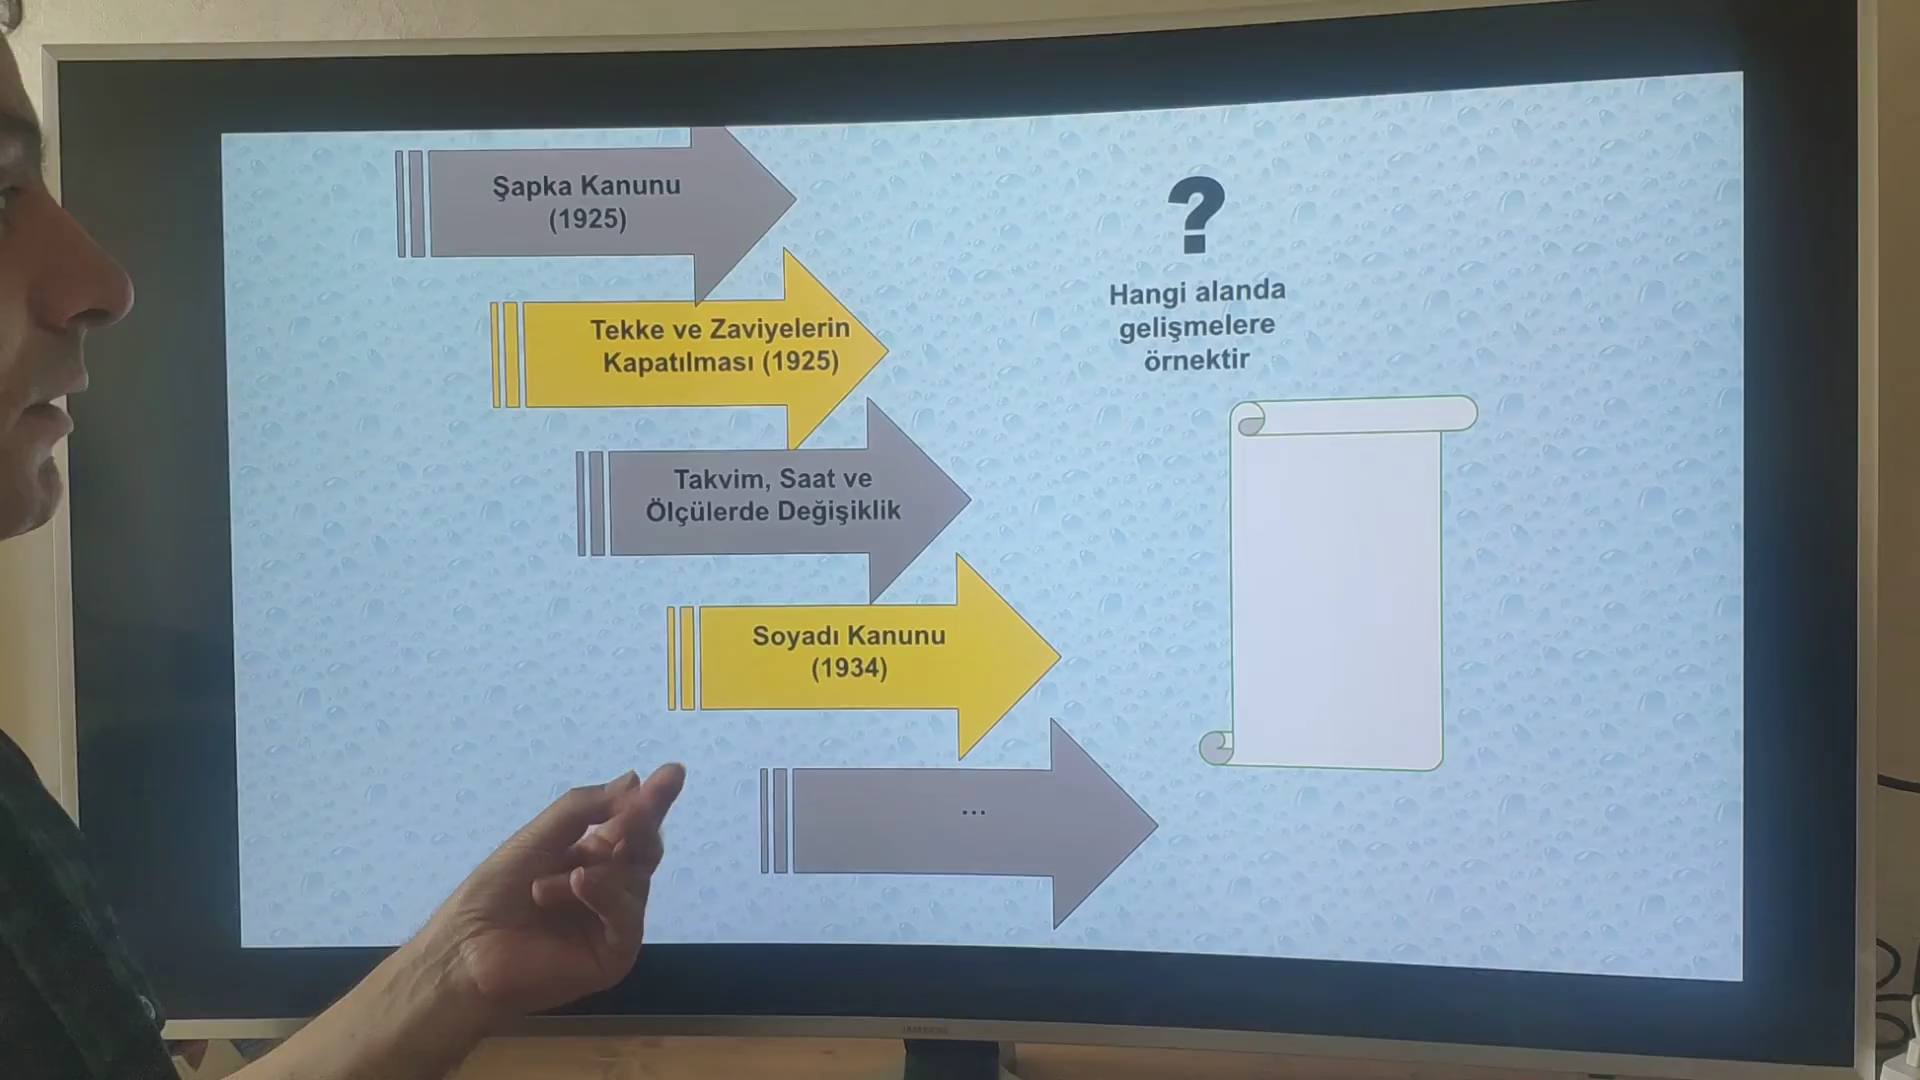 Şapka Kanunu
(1925)
Tekke ve Zaviyelerin
Kapatılması (1925)
Takvim, Saat ve
Ölçülerde Değişiklik
Soyadı Kanunu
(1934)
...
?
Hangi alanda
gelişmelere
örnektir
SAMSUNG